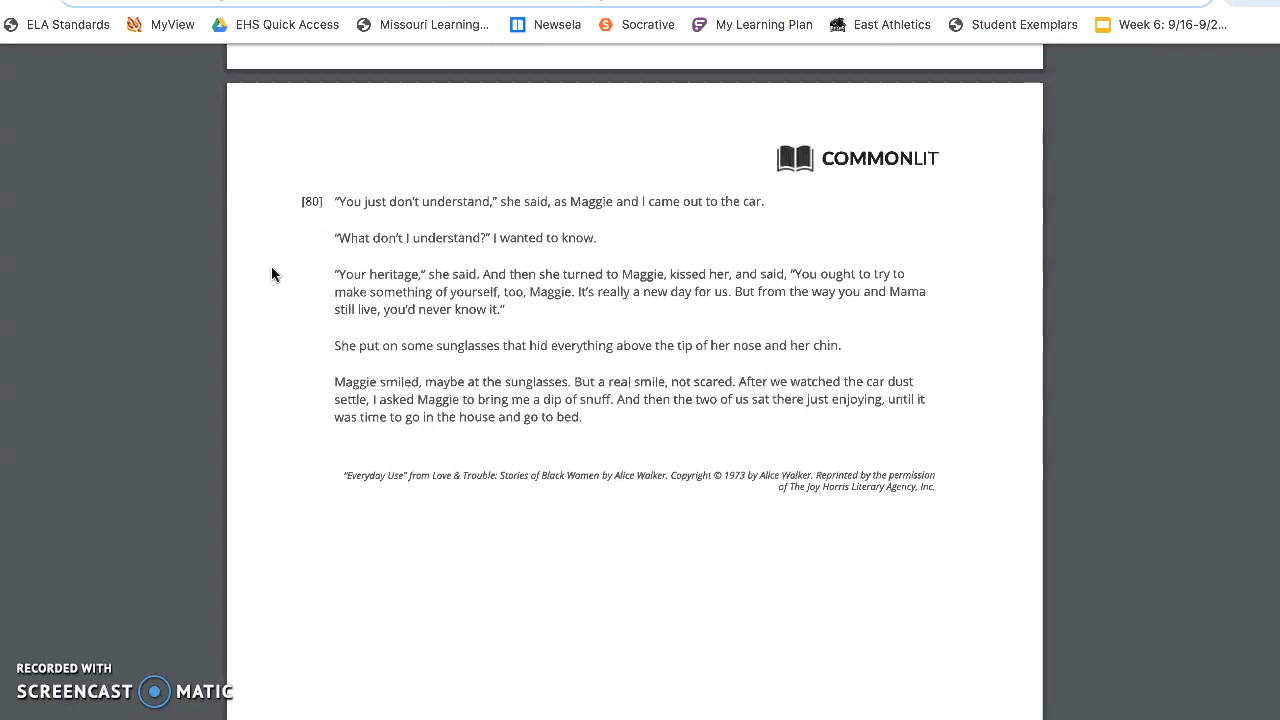 ELA Standards MyView EHS Quick Access Missouri Learning... Newsela Socrative My Learning Plan East Athletics Student Exemplars Week 6: 9/16-9/2...
COMMONLIT
[80] "You just don't understand," she said, as Maggie and I came out to the car.
"What don't I understand?" I wanted to know.
"Your heritage," she said. And then she turned to Maggie, kissed her, and said, "You ought to try to
make something of yourself, too, Maggie. It's really a new day for us. But from the way you and Mama
still live, you'd never know it."
She put on some sunglasses that hid everything above the tip of her nose and her chin.
Maggie smiled, maybe at the sunglasses. But a real smile, not scared. After we watched the car dust
settle, I asked Maggie to bring me a dip of snuff. And then the two of us sat there just enjoying, until it
was time to go in the house and go to bed.
"Everyday Use" from Love & Trouble: Stories of Black Women by Alice Walker. Copyright © 1973 by Alice Walker. Reprinted by the permission
of The Joy Harris Literary Agency, Inc.
RECORDED WITH
SCREENCAST MATIC